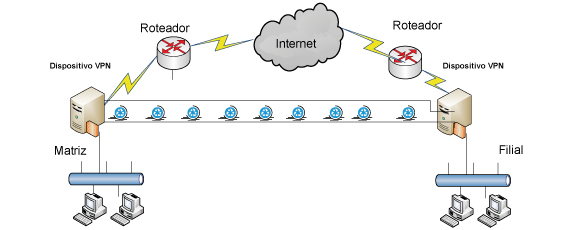 Roteador
Roteador
Internet
Dispositivo VPN
Dispositivo VPN
Matriz
Filial